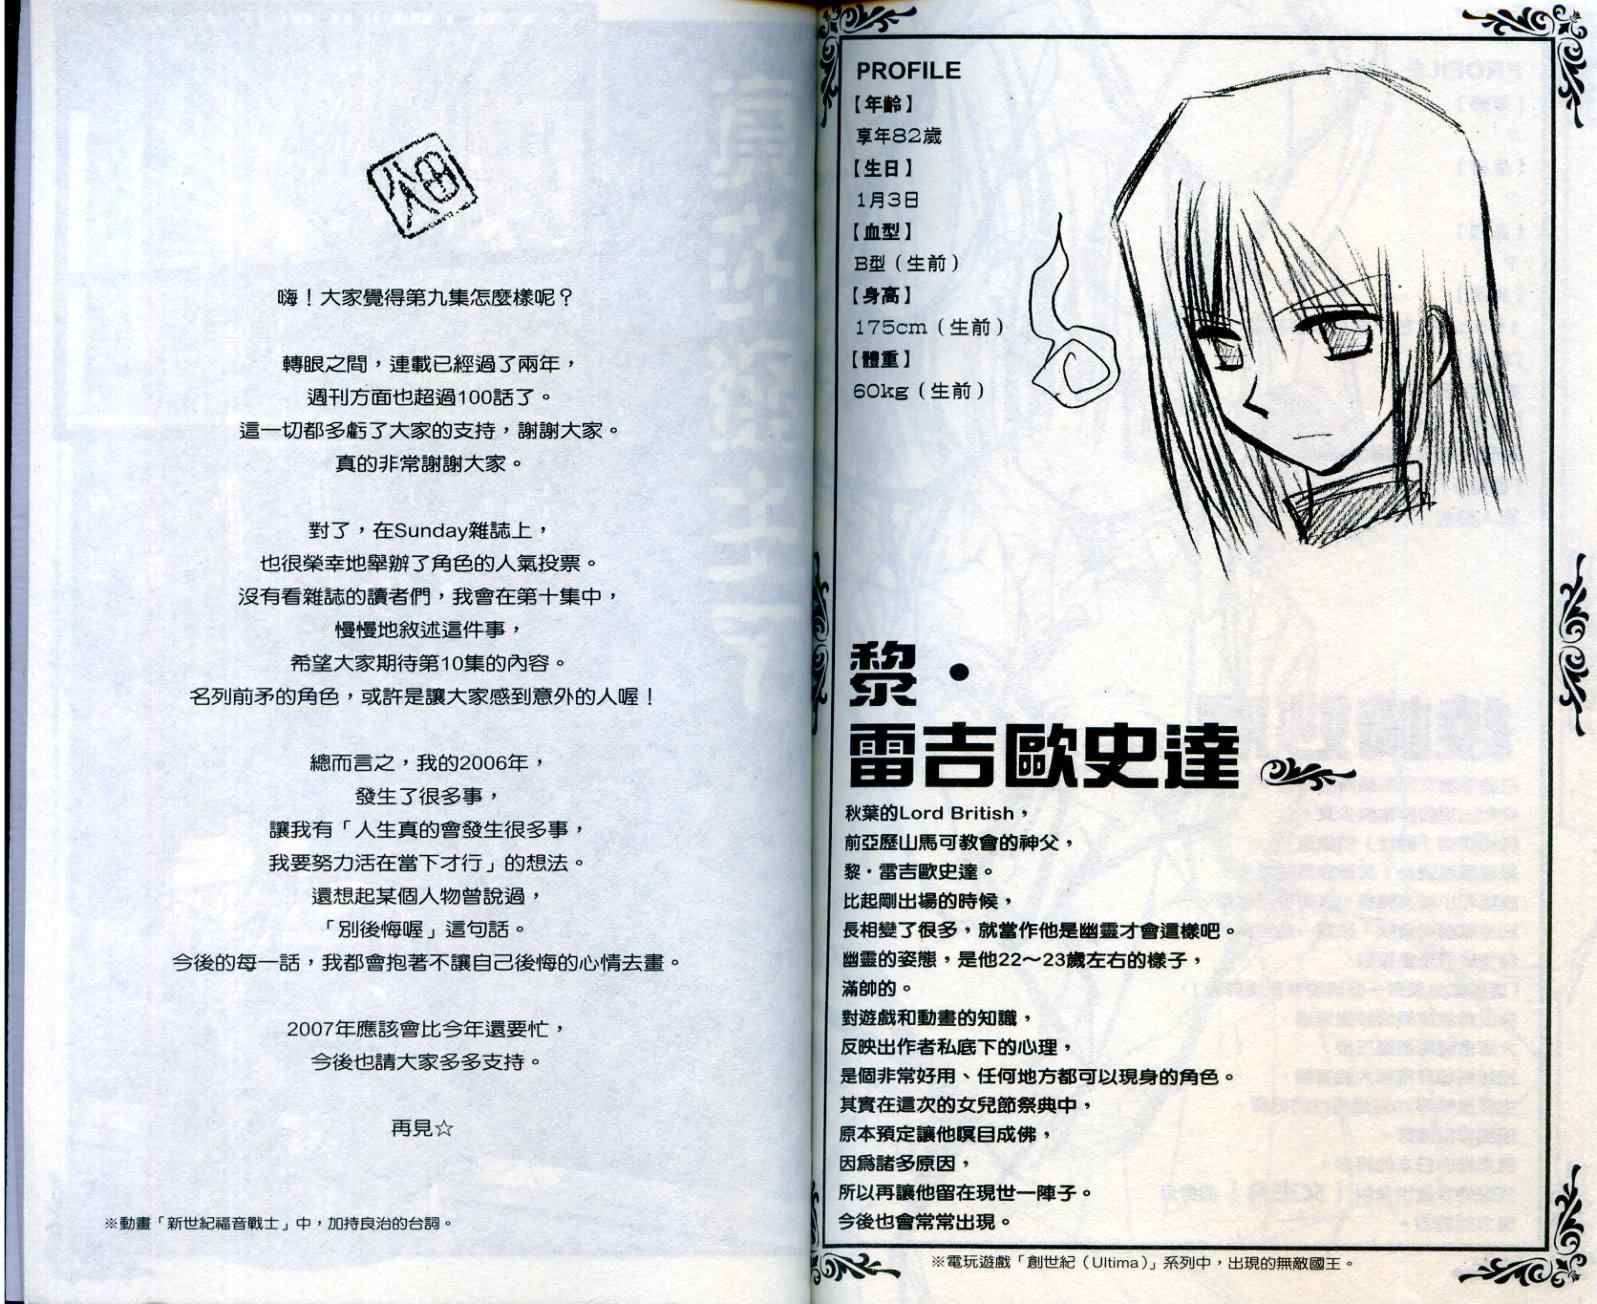 嗨！大家覺得第九集怎麼樣呢？
轉眼之間，連載已經過了兩年，
週刊方面也超過100話了。
這一切都多虧了大家的支持，謝謝大家。
真的非常謝謝大家。
對了，在Sunday雜誌上，
也很榮幸地舉辦了角色的人氣投票。
沒有看雜誌的讀者們，我會在第十集中，
慢慢地敘述這件事，
希望大家期待第10集的內容。
名列前矛的角色，或許是讓大家感到意外的人喔！
總而言之，我的2006年，
發生了很多事，
讓我有「人生真的會發生很多事，
我要努力活在當下才行」的想法。
還想起某個人物曾說過，
「別後悔喔」這句話。
今後的每一話，我都會抱著不讓自己後悔的心情去畫。
2007年應該會比今年還要忙，
今後也請大家多多支持。
再見☆
※動畫「新世紀福音戰士」中，加持良治的台詞。
PROFILE
【年齡】
享年82歲
【生日】
1月3日
【血型】
B型（生前）
【身高】
175cm（生前）
【體重】
60kg（生前）
黎・
雷吉歐史達
秋葉的Lord British，
前亞歷山馬可教會的神父，
黎・雷吉歐史達。
比起剛出場的時候，
長相變了很多，就當作他是幽靈才會這樣吧。
幽靈的姿態，是他22～23歲左右的樣子，
滿帥的。
對遊戲和動畫的知識，
反映出作者私底下的心理，
是個非常好用、任何地方都可以現身的角色。
其實在這次的女兒節祭典中，
原本預定讓他瞑目成佛，
因為諸多原因，
所以再讓他留在現世一陣子。
今後也會常常出現。
※電玩遊戲「創世紀（Ultima）」系列中，出現的無敵國王。